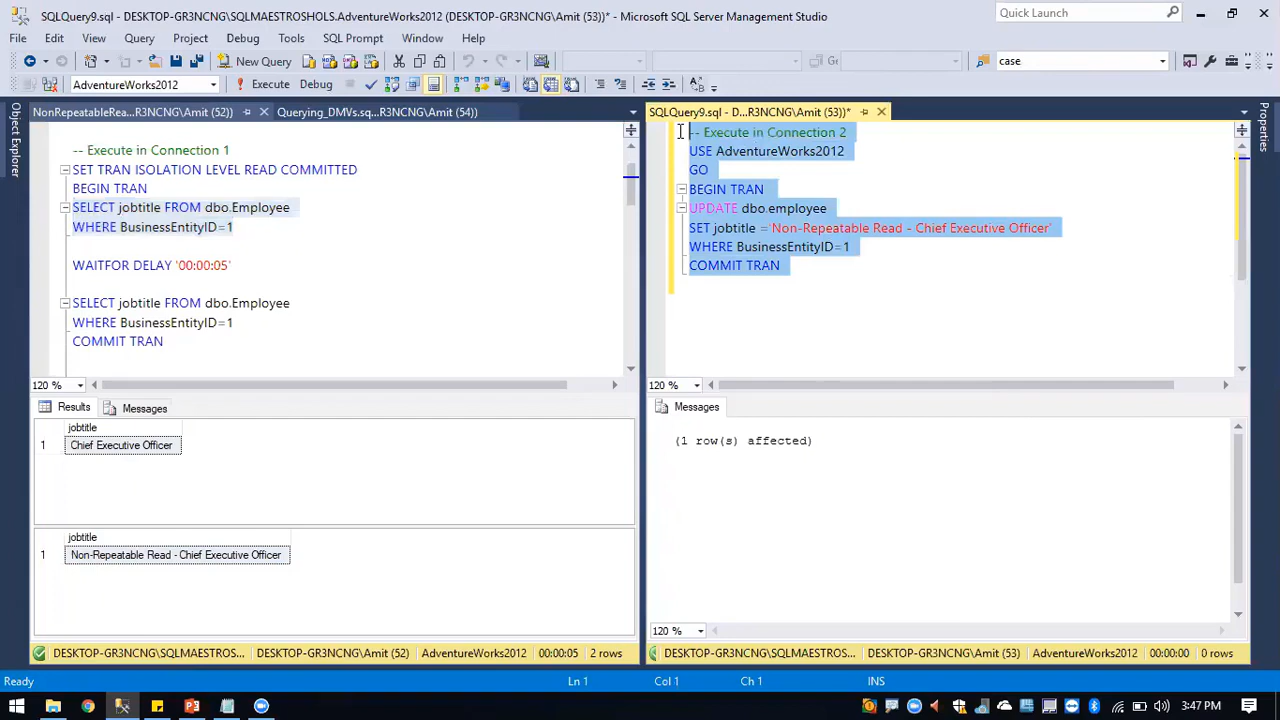 SQLQuery9.sql - DESKTOP-GR3NCNG\SQLMAESTROSHOLS.AdventureWorks2012 (DESKTOP-GR3NCNG\Amit (53))* - Microsoft SQL Server Management Studio
Quick Launch
File Edit View Query Project Debug Tools SQL Prompt Window Help
New Query
case
AdventureWorks2012
Execute Debug
Object Explorer
NonRepeatableRea...R3NCNG\Amit (52))
Querying_DMVs.sq...R3NCNG\Amit (54))
-- Execute in Connection 1
SET TRAN ISOLATION LEVEL READ COMMITTED
BEGIN TRAN
SELECT jobtitle FROM dbo.Employee
WHERE BusinessEntityID=1
WAITFOR DELAY '00:00:05'
SELECT jobtitle FROM dbo.Employee
WHERE BusinessEntityID=1
COMMIT TRAN
120 %
Results Messages
jobtitle
1 Chief Executive Officer
jobtitle
1 Non-Repeatable Read - Chief Executive Officer
DESKTOP-GR3NCNG\SQLMAESTROS... DESKTOP-GR3NCNG\Amit (52) AdventureWorks2012 00:00:05 2 rows
SQLQuery9.sql - D...R3NCNG\Amit (53))*
-- Execute in Connection 2
USE AdventureWorks2012
GO
BEGIN TRAN
UPDATE dbo.employee
SET jobtitle ='Non-Repeatable Read - Chief Executive Officer'
WHERE BusinessEntityID=1
COMMIT TRAN
120 %
Messages
(1 row(s) affected)
120 %
DESKTOP-GR3NCNG\SQLMAESTROS... DESKTOP-GR3NCNG\Amit (53) AdventureWorks2012 00:00:00 0 rows
Properties
Ready Ln 1 Col 1 Ch 1 INS
3:47 PM